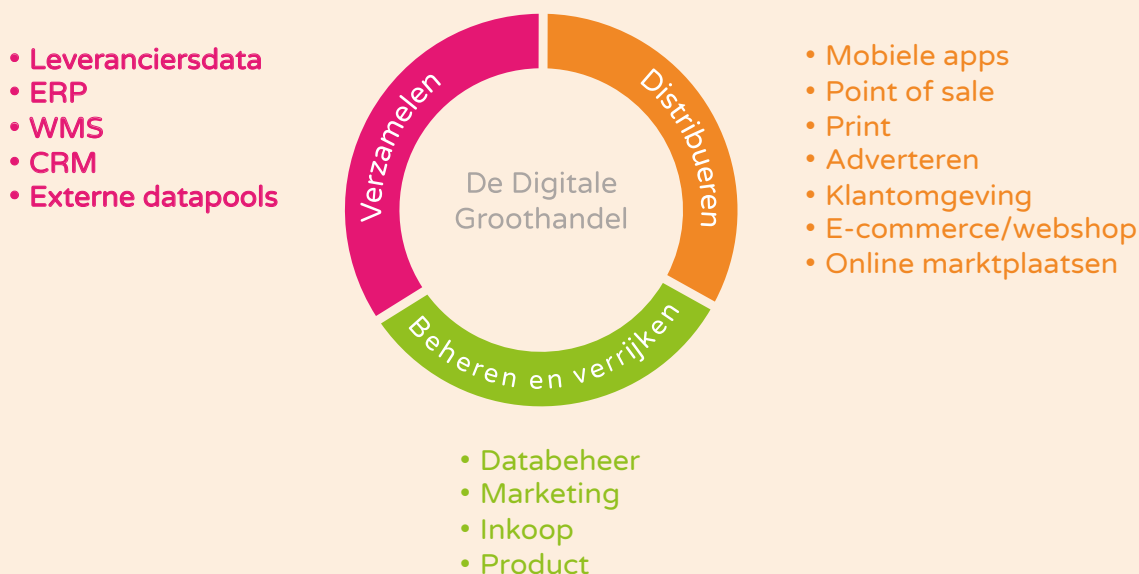 • Leveranciersdata
• ERP
• WMS
• CRM
• Externe datapools
Verzamelen
Distribueren
Beheren en verrijken
De Digitale
Groothandel
• Mobiele apps
• Point of sale
• Print
• Adverteren
• Klantomgeving
• E-commerce/webshop
• Online marktplaatsen
• Databeheer
• Marketing
• Inkoop
• Product